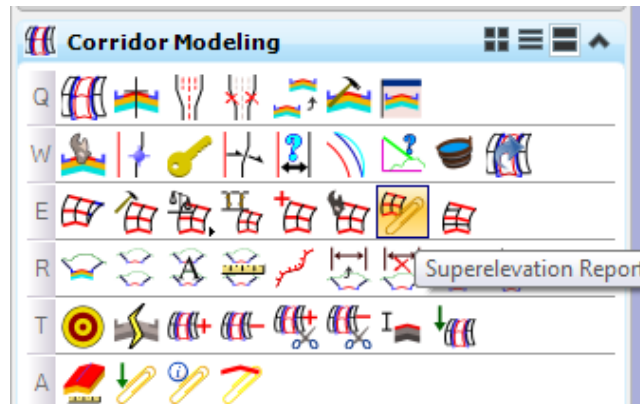 Corridor Modeling
Q
W
E
R
A
Superelevation Report
T
A